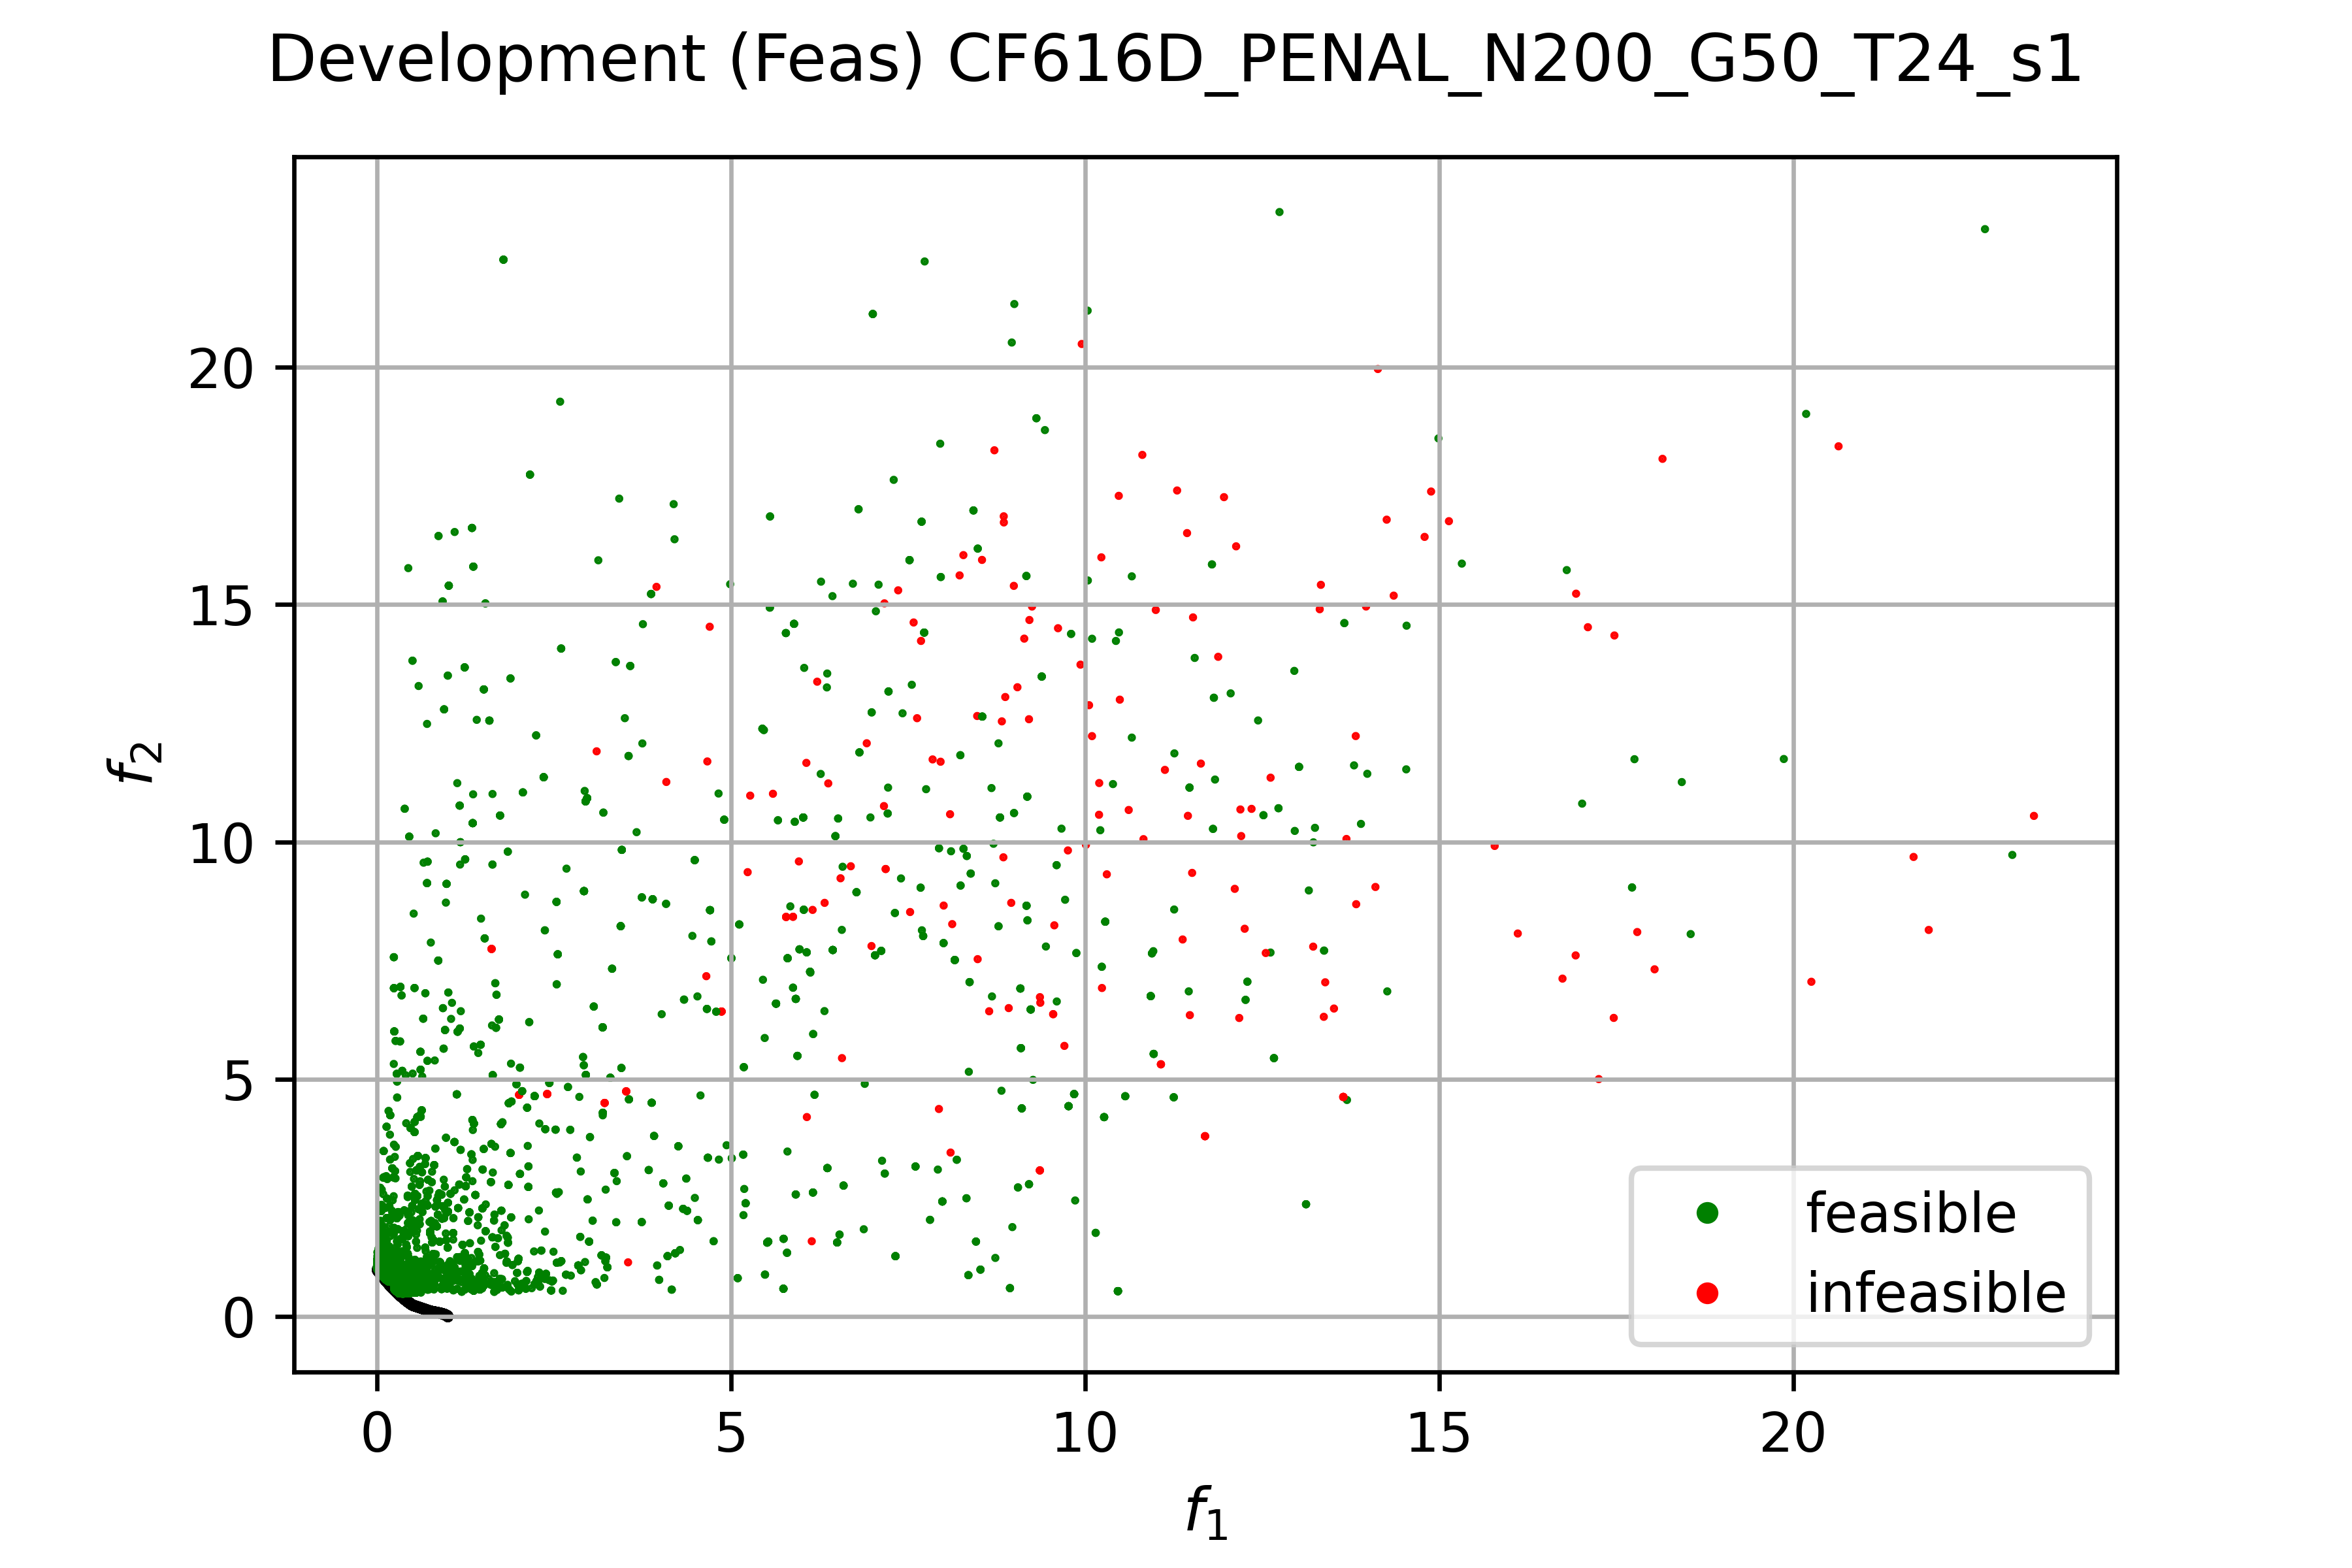 Development (Feas) CF616D_PENAL_N200_G50_T24_s1
20
15
10
5
0
f2
0 5 10 15 20
f1
feasible
infeasible